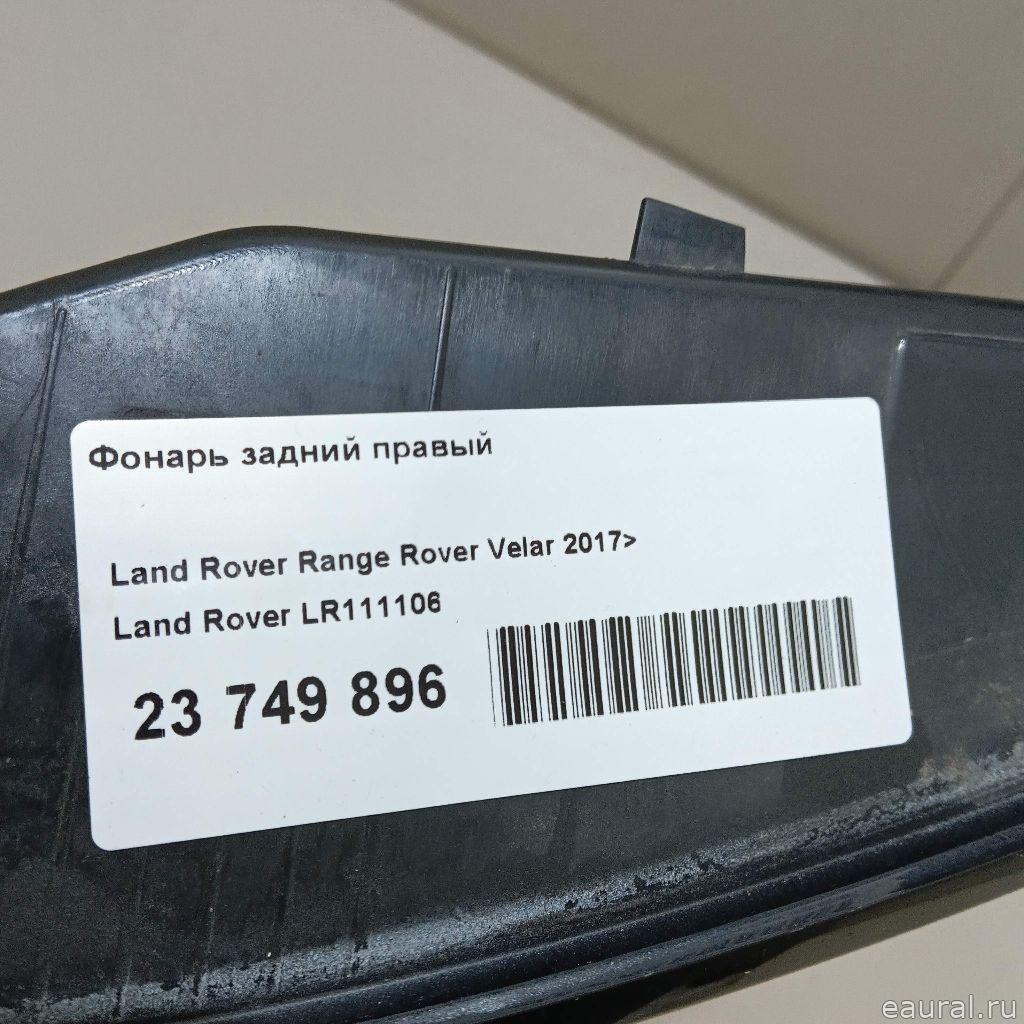 Фонарь задний правый
Land Rover Range Rover Velar 2017>
Land Rover LR111106
23 749 896
eaural.ru